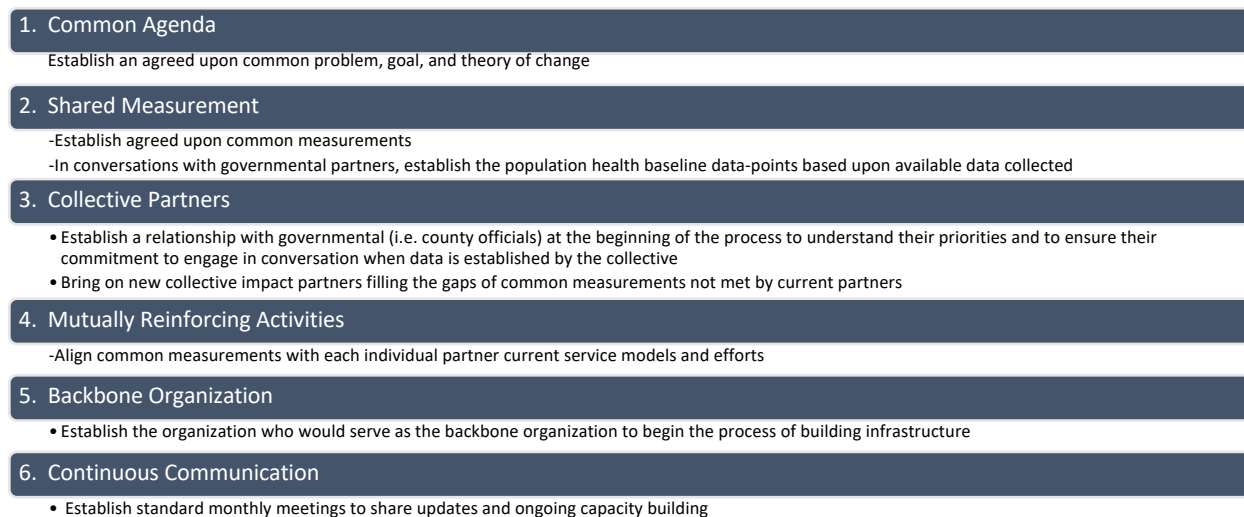 1. Common Agenda
Establish an agreed upon common problem, goal, and theory of change
2. Shared Measurement
-Establish agreed upon common measurements
-In conversations with governmental partners, establish the population health baseline data-points based upon available data collected
3. Collective Partners
• Establish a relationship with governmental (i.e. county officials) at the beginning of the process to understand their priorities and to ensure their
commitment to engage in conversation when data is established by the collective
• Bring on new collective impact partners filling the gaps of common measurements not met by current partners
4. Mutually Reinforcing Activities
-Align common measurements with each individual partner current service models and efforts
5. Backbone Organization
• Establish the organization who would serve as the backbone organization to begin the process of building infrastructure
6. Continuous Communication
• Establish standard monthly meetings to share updates and ongoing capacity building